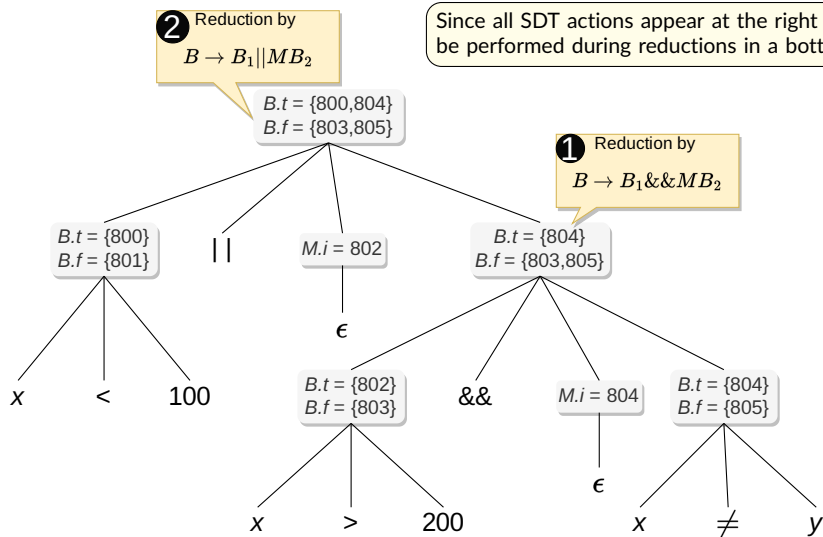 Since all SDT actions appear at the right
be performed during reductions in a bott
2 Reduction by
B → B₁||MB₂
B.t = {800,804}
B.f = {803,805}
1 Reduction by
B → B₁&&MB₂
B.t = {800}
B.f = {801}
||
M.i = 802
B.t = {804}
B.f = {803,805}
ϵ
x < 100
B.t = {802}
B.f = {803}
&&
M.i = 804
B.t = {804}
B.f = {805}
ϵ
x > 200
x ≠ y